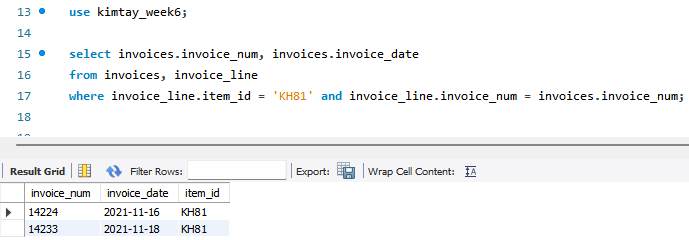 13 use kimtay_week6;
14
15 select invoices.invoice_num, invoices.invoice_date
16 from invoices, invoice_line
17 where invoice_line.item_id = 'KH81' and invoice_line.invoice_num = invoices.invoice_num;
18
Result Grid Filter Rows: Export: Wrap Cell Content:
invoice_num invoice_date item_id
14224 2021-11-16 KH81
14233 2021-11-18 KH81